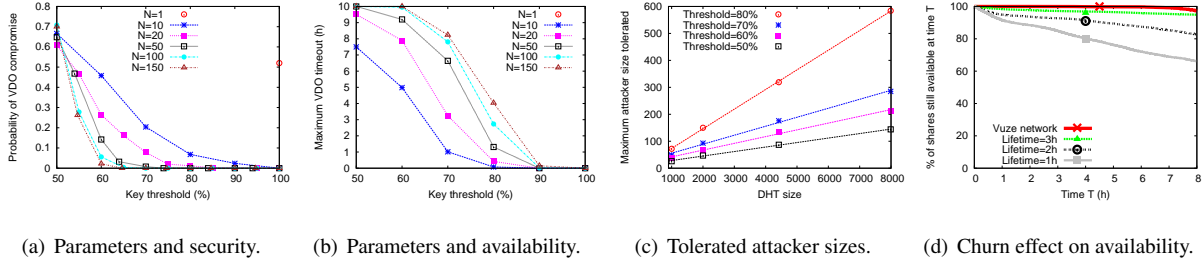 Probability of VDO compromise
0.8
0.7
0.6
0.5
0.4
0.3
0.2
0.1
0
50 60 70 80 90 100
Key threshold (%)
N=1
N=10
N=20
N=50
N=100
N=150
(a) Parameters and security.
Maximum VDO timeout (h)
10
9
8
7
6
5
4
3
2
1
0
50 60 70 80 90 100
Key threshold (%)
N=1
N=10
N=20
N=50
N=100
N=150
(b) Parameters and availability.
Maximum attacker size tolerated
600
500
400
300
200
100
0
1000 2000 3000 4000 5000 6000 7000 8000
DHT size
Threshold=80%
Threshold=70%
Threshold=60%
Threshold=50%
(c) Tolerated attacker sizes.
% of shares still available at time T
100
80
60
40
20
0
0 1 2 3 4 5 6 7 8
Time T (h)
Vuze network
Lifetime=3h
Lifetime=2h
Lifetime=1h
(d) Churn effect on availability.